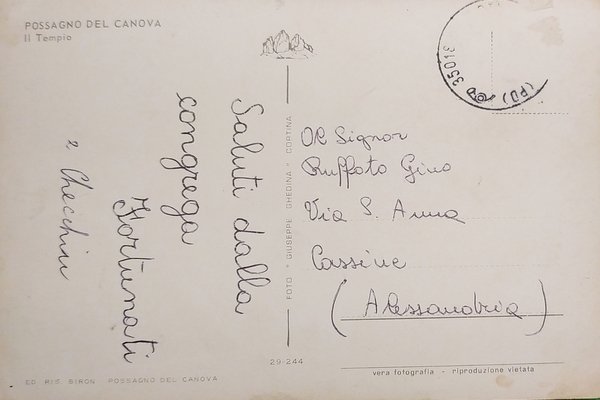 POSSAGNO DEL CANOVA
Il Tempio
Saluti dalla
congrega
Fortunati
e Checchin
ED. RIS. BIRON POSSAGNO DEL CANOVA
FOTO * GIUSEPPE GHEDINA * CORTINA
29-244
35018
(PD)
Al Signor
Ruffato Gino
Via S. Anna
Cassine
(Alessandria)
vera fotografia - riproduzione vietata